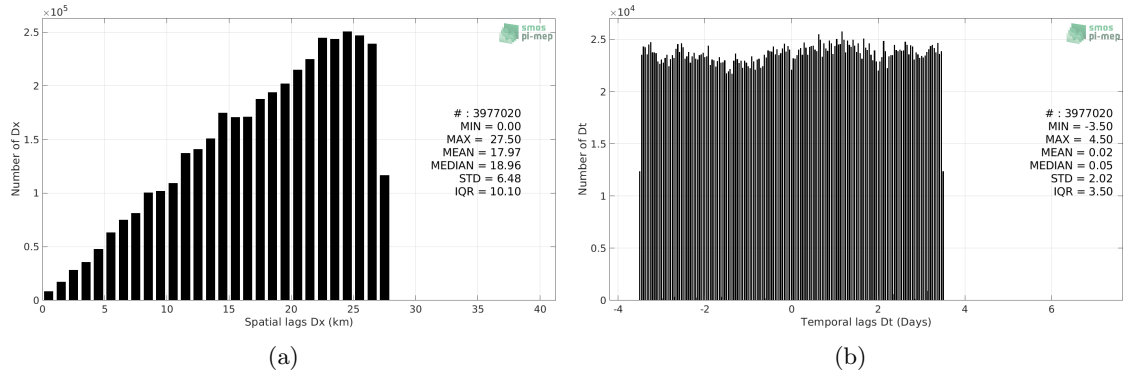 ×10⁵
2.5
2
1.5
1
0.5
0
0
5
10
15
20
25
30
35
40
Number of Dx
Spatial lags Dx (km)
smos
pi-mep
# : 3977020
MIN = 0.00
MAX = 27.50
MEAN = 17.97
MEDIAN = 18.96
STD = 6.48
IQR = 10.10
(a)
×10⁴
2.5
2
1.5
1
0.5
0
-4
-2
0
2
4
6
Number of Dt
Temporal lags Dt (Days)
smos
pi-mep
# : 3977020
MIN = -3.50
MAX = 4.50
MEAN = 0.02
MEDIAN = 0.05
STD = 2.02
IQR = 3.50
(b)